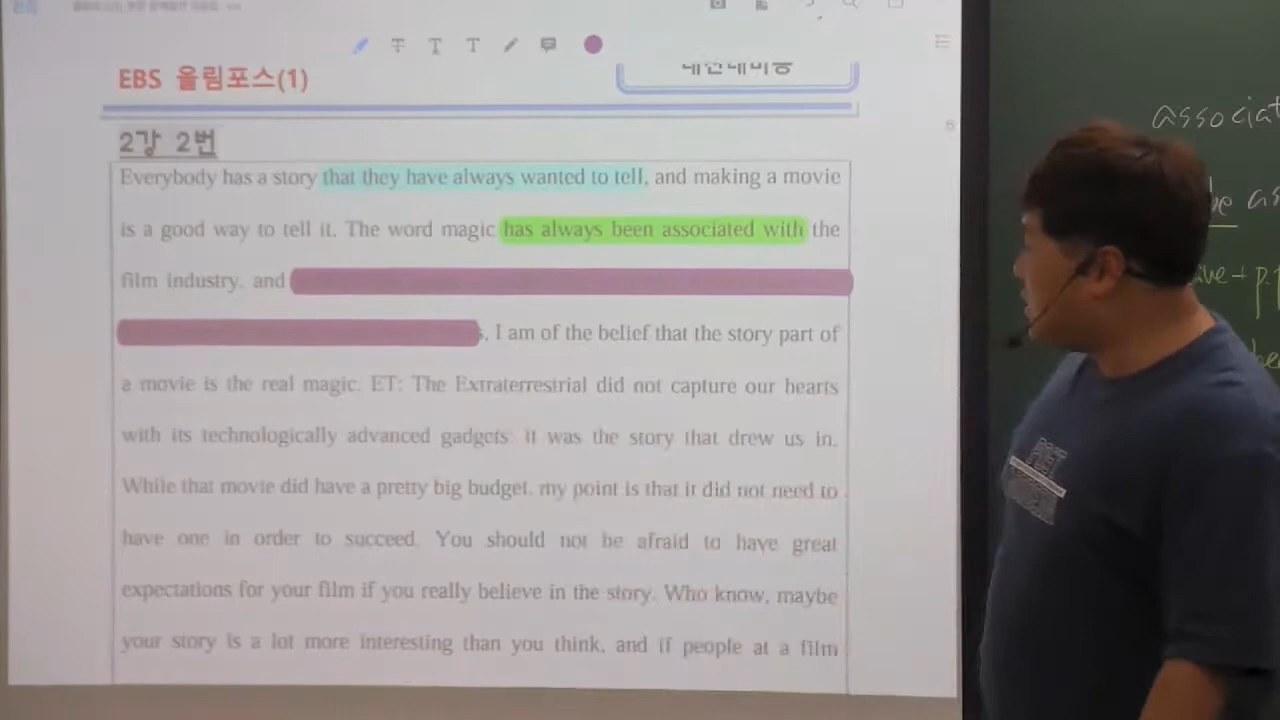 EBS 올림포스(1)
2강 2번
Everybody has a story that they have always wanted to tell, and making a movie
is a good way to tell it. The word magic has always been associated with the
film industry, and
s, I am of the belief that the story part of
a movie is the real magic. ET: The Extraterrestrial did not capture our hearts
with its technologically advanced gadgets: it was the story that drew us in.
While that movie did have a pretty big budget, my point is that it did not need to
have one in order to succeed. You should not be afraid to have great
expectations for your film if you really believe in the story. Who know, maybe
your story is a lot more interesting than you think, and if people at a film
associat
be as
p.p